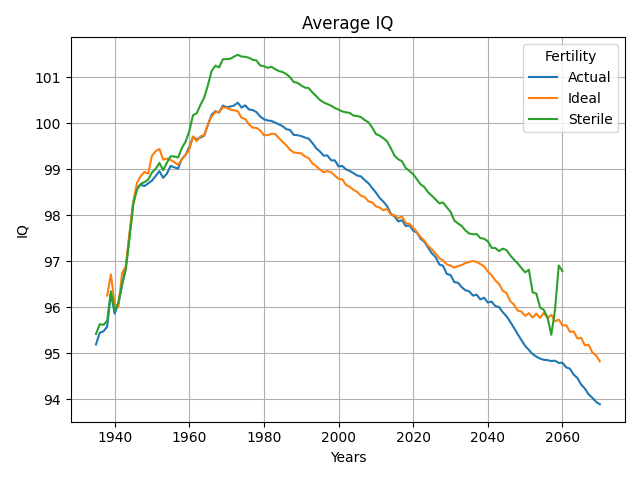 Average IQ
Fertility
Actual
Ideal
Sterile
IQ
101
100
99
98
97
96
95
94
1940 1960 1980 2000 2020 2040 2060
Years